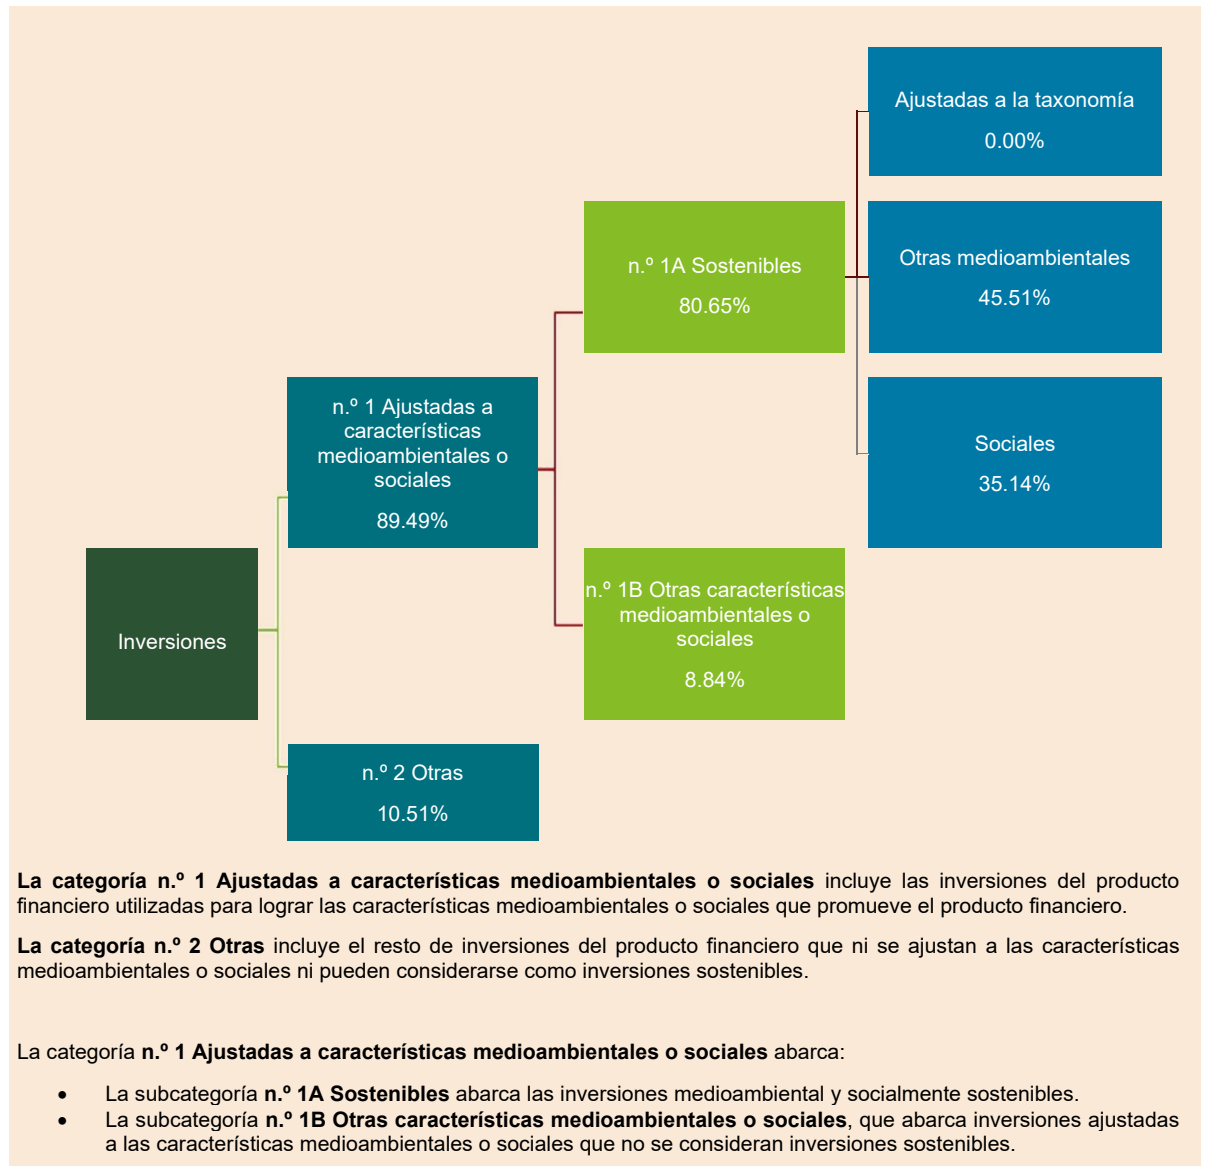 Ajustadas a la taxonomía
0.00%
n.º 1A Sostenibles
80.65%
Otras medioambientales
45.51%
n.º 1 Ajustadas a
características
medioambientales o
sociales
89.49%
Sociales
35.14%
Inversiones
n.º 1B Otras características
medioambientales o
sociales
8.84%
n.º 2 Otras
10.51%
La categoría n.º 1 Ajustadas a características medioambientales o sociales incluye las inversiones del producto
financiero utilizadas para lograr las características medioambientales o sociales que promueve el producto financiero.
La categoría n.º 2 Otras incluye el resto de inversiones del producto financiero que ni se ajustan a las características
medioambientales o sociales ni pueden considerarse como inversiones sostenibles.
La categoría n.º 1 Ajustadas a características medioambientales o sociales abarca:
• La subcategoría n.º 1A Sostenibles abarca las inversiones medioambiental y socialmente sostenibles.
• La subcategoría n.º 1B Otras características medioambientales o sociales, que abarca inversiones ajustadas
a las características medioambientales o sociales que no se consideran inversiones sostenibles.